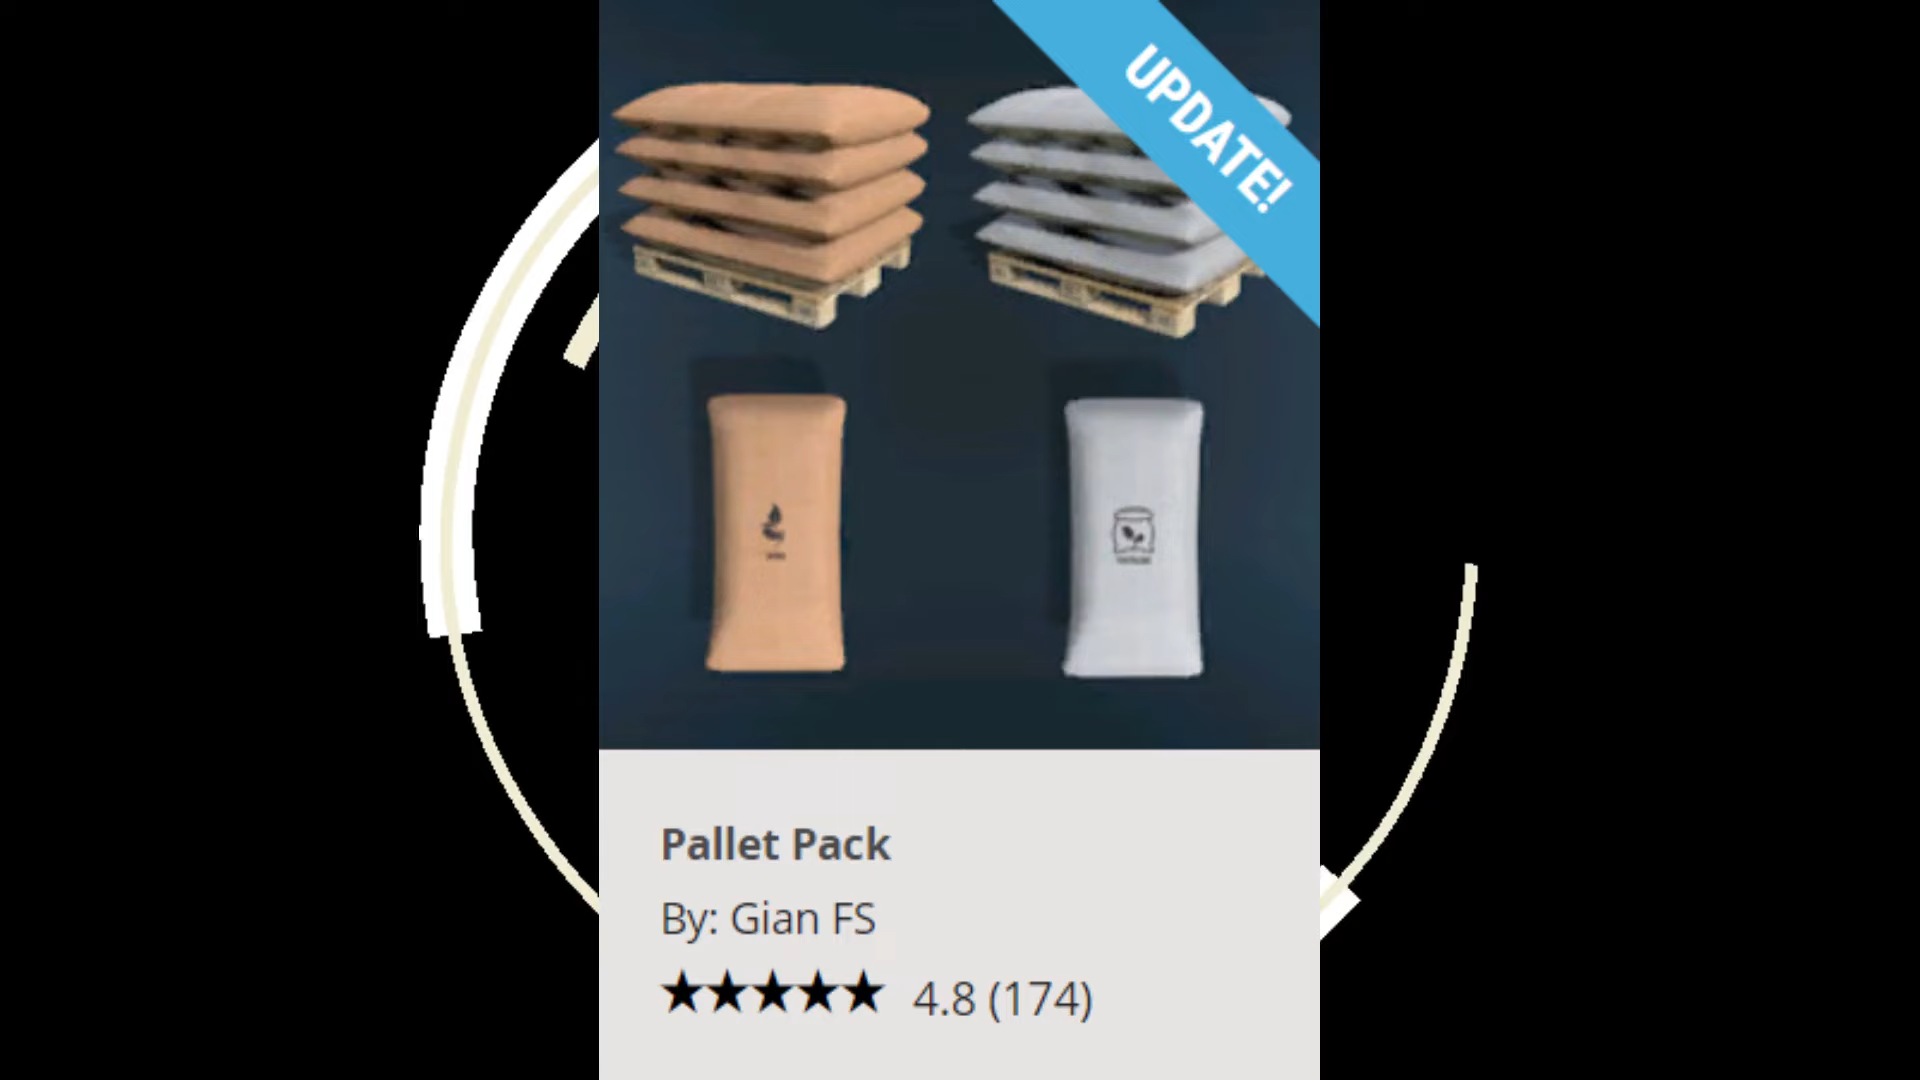 UPDATE!
Pallet Pack
By: Gian FS
★★★★★ 4.8 (174)